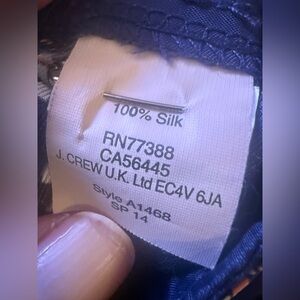 100% Silk
RN77388
CA56445
J. CREW U.K. Ltd EC4V 6JA
Style A1468
SP 14